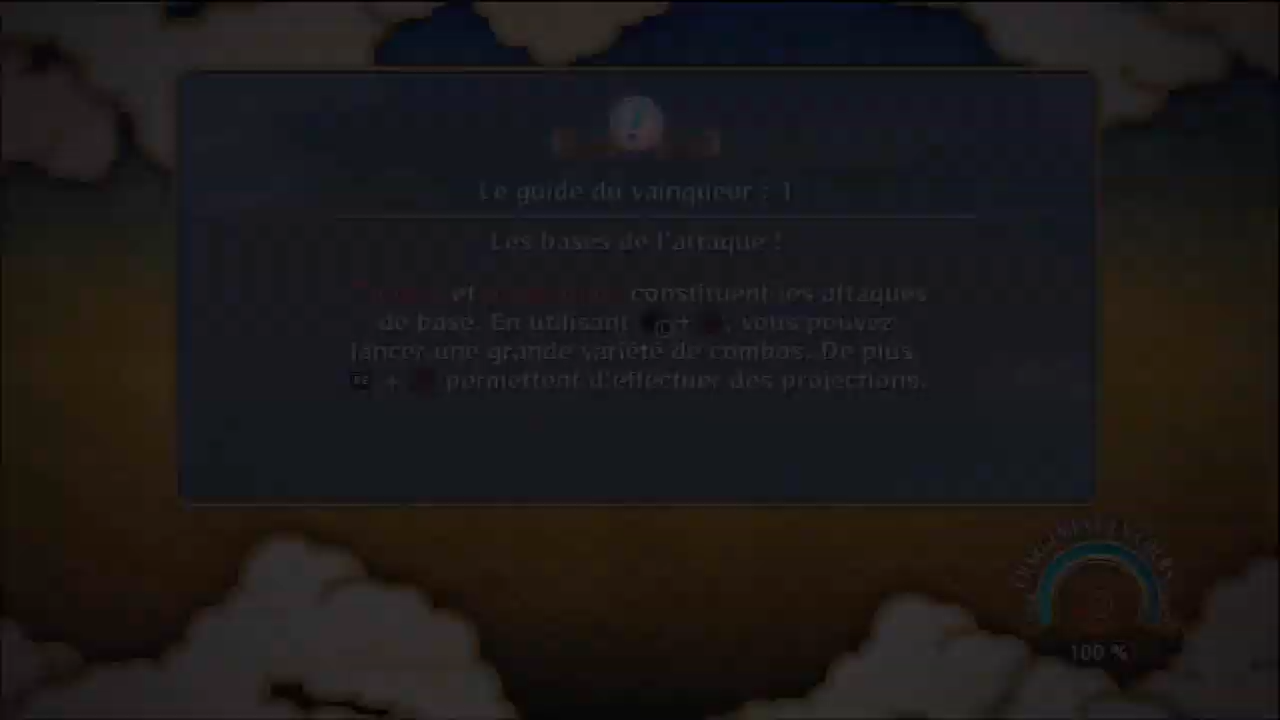 Le guide du vainqueur : 1
Les bases de l'attaque !
et constituent les attaques
de base. En utilisant + , vous pouvez
lancer une grande variété de combos. De plus
+ permettent d'effectuer des projections.
100 %